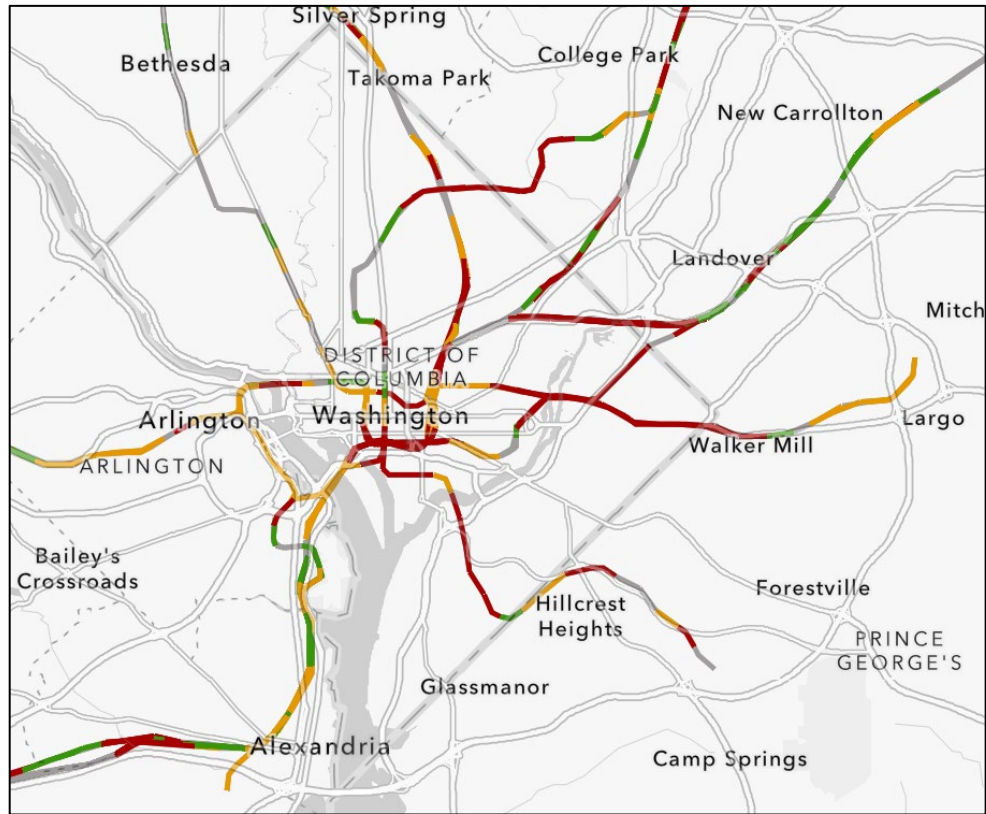 Silver Spring
Bethesda
Takoma Park
College Park
New Carrollton
Landover
Mitch
DISTRICT OF
COLUMBIA
Arlington
Washington
Largo
Walker Mill
ARLINGTON
Bailey's
Crossroads
Forestville
Hillcrest
Heights
PRINCE
GEORGE'S
Glassmanor
Alexandria
Camp Springs